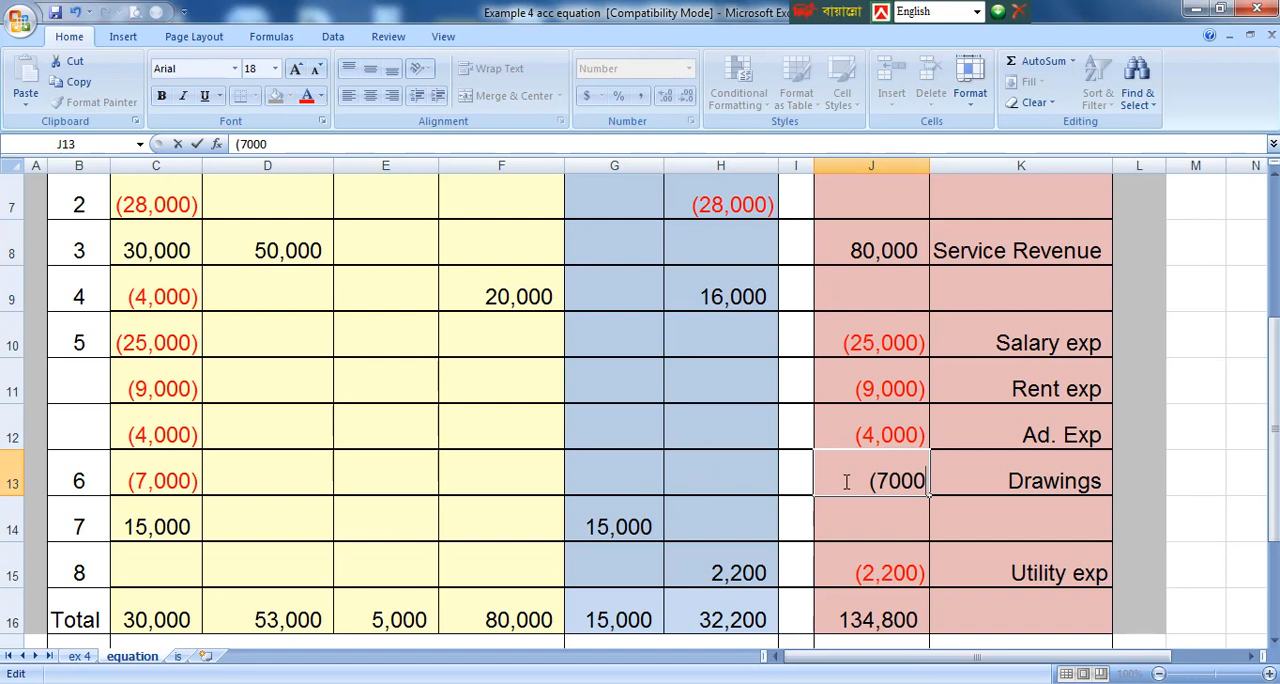 Example 4 acc equation [Compatibility Mode] - Microsoft Exc
বায়ান্নো English
Home Insert Page Layout Formulas Data Review View
Paste Cut Copy Format Painter Clipboard
Arial 18 A A B I U A Font
Wrap Text Merge & Center Alignment
Number $ % , Number
Conditional Formatting Format as Table Cell Styles Styles
Insert Delete Format Cells
Σ AutoSum Fill Clear Sort & Filter Find & Select Editing
J13 fx (7000
A B C D E F G H I J K L M N
7 2 (28,000) (28,000)
8 3 30,000 50,000 80,000 Service Revenue
9 4 (4,000) 20,000 16,000
10 5 (25,000) (25,000) Salary exp
11 (9,000) (9,000) Rent exp
12 (4,000) (4,000) Ad. Exp
13 6 (7,000) (7000 Drawings
14 7 15,000 15,000
15 8 2,200 (2,200) Utility exp
16 Total 30,000 53,000 5,000 80,000 15,000 32,200 134,800
ex 4 equation is
Edit 100%